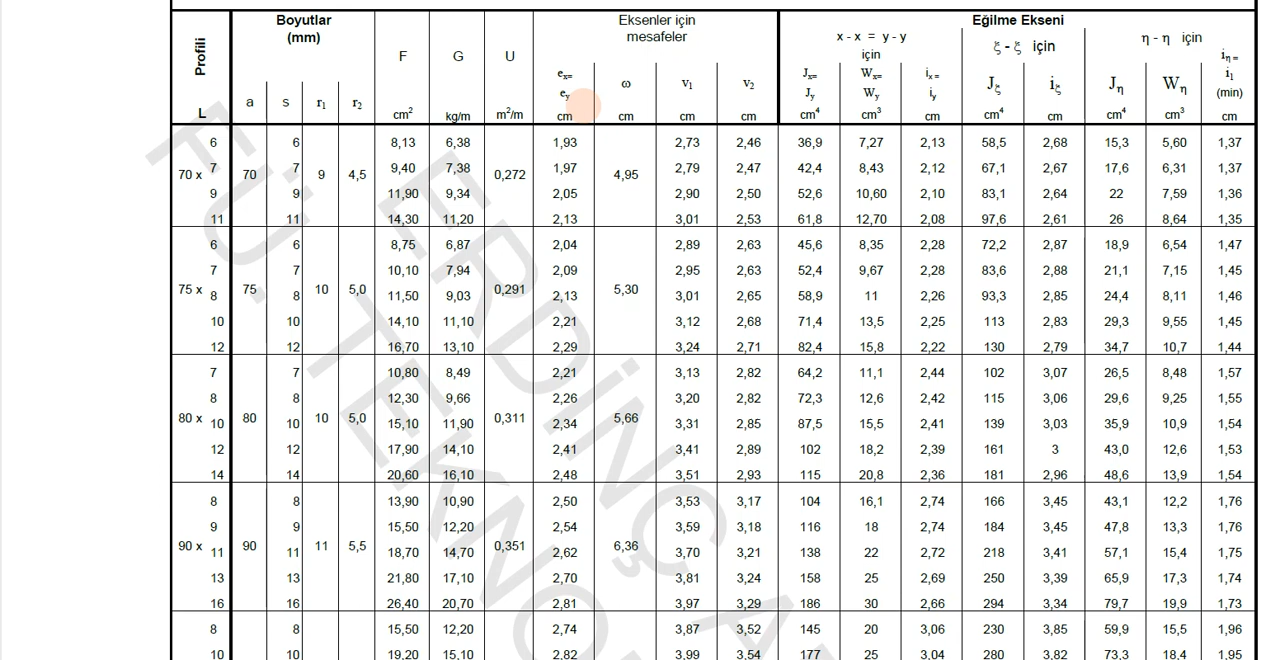 Profili L
Boyutlar (mm)
F G U
Eksenler için mesafeler
Eğilme Ekseni
x - x = y - y için
ξ - ξ için
η - η için
a s r1 r2 cm2 kg/m m2/m
ex= ey cm
ω cm
v1 cm
v2 cm
Jx= Jy cm4
Wx= Wy cm3
ix= iy cm
Jξ cm4
iξ cm
Jη cm4
Wη cm3
iη= i1 (min) cm
6 6 8,13 6,38 1,93 2,73 2,46 36,9 7,27 2,13 58,5 2,68 15,3 5,60 1,37
70 x 7 70 7 9 4,5 9,40 7,38 0,272 1,97 4,95 2,79 2,47 42,4 8,43 2,12 67,1 2,67 17,6 6,31 1,37
9 9 11,90 9,34 2,05 2,90 2,50 52,6 10,60 2,10 83,1 2,64 22 7,59 1,36
11 11 14,30 11,20 2,13 3,01 2,53 61,8 12,70 2,08 97,6 2,61 26 8,64 1,35
6 6 8,75 6,87 2,04 2,89 2,63 45,6 8,35 2,28 72,2 2,87 18,9 6,54 1,47
7 7 10,10 7,94 2,09 2,95 2,63 52,4 9,67 2,28 83,6 2,88 21,1 7,15 1,45
75 x 8 75 8 10 5,0 11,50 9,03 0,291 2,13 5,30 3,01 2,65 58,9 11 2,26 93,3 2,85 24,4 8,11 1,46
10 10 14,10 11,10 2,21 3,12 2,68 71,4 13,5 2,25 113 2,83 29,3 9,55 1,45
12 12 16,70 13,10 2,29 3,24 2,71 82,4 15,8 2,22 130 2,79 34,7 10,7 1,44
7 7 10,80 8,49 2,21 3,13 2,82 64,2 11,1 2,44 102 3,07 26,5 8,48 1,57
8 8 12,30 9,66 2,26 3,20 2,82 72,3 12,6 2,42 115 3,06 29,6 9,25 1,55
80 x 10 80 10 10 5,0 15,10 11,90 0,311 2,34 5,66 3,31 2,85 87,5 15,5 2,41 139 3,03 35,9 10,9 1,54
12 12 17,90 14,10 2,41 3,41 2,89 102 18,2 2,39 161 3 43,0 12,6 1,53
14 14 20,60 16,10 2,48 3,51 2,93 115 20,8 2,36 181 2,96 48,6 13,9 1,54
8 8 13,90 10,90 2,50 3,53 3,17 104 16,1 2,74 166 3,45 43,1 12,2 1,76
9 9 15,50 12,20 2,54 3,59 3,18 116 18 2,74 184 3,45 47,8 13,3 1,76
90 x 11 90 11 11 5,5 18,70 14,70 0,351 2,62 6,36 3,70 3,21 138 22 2,72 218 3,41 57,1 15,4 1,75
13 13 21,80 17,10 2,70 3,81 3,24 158 25 2,69 250 3,39 65,9 17,3 1,74
16 16 26,40 20,70 2,81 3,97 3,29 186 30 2,66 294 3,34 79,7 19,9 1,73
8 8 15,50 12,20 2,74 3,87 3,52 145 20 3,06 230 3,85 59,9 15,5 1,96
10 10 19,20 15,10 2,82 3,99 3,54 177 25 3,04 280 3,82 73,3 18,4 1,95
ERDİNÇ
FÜ.